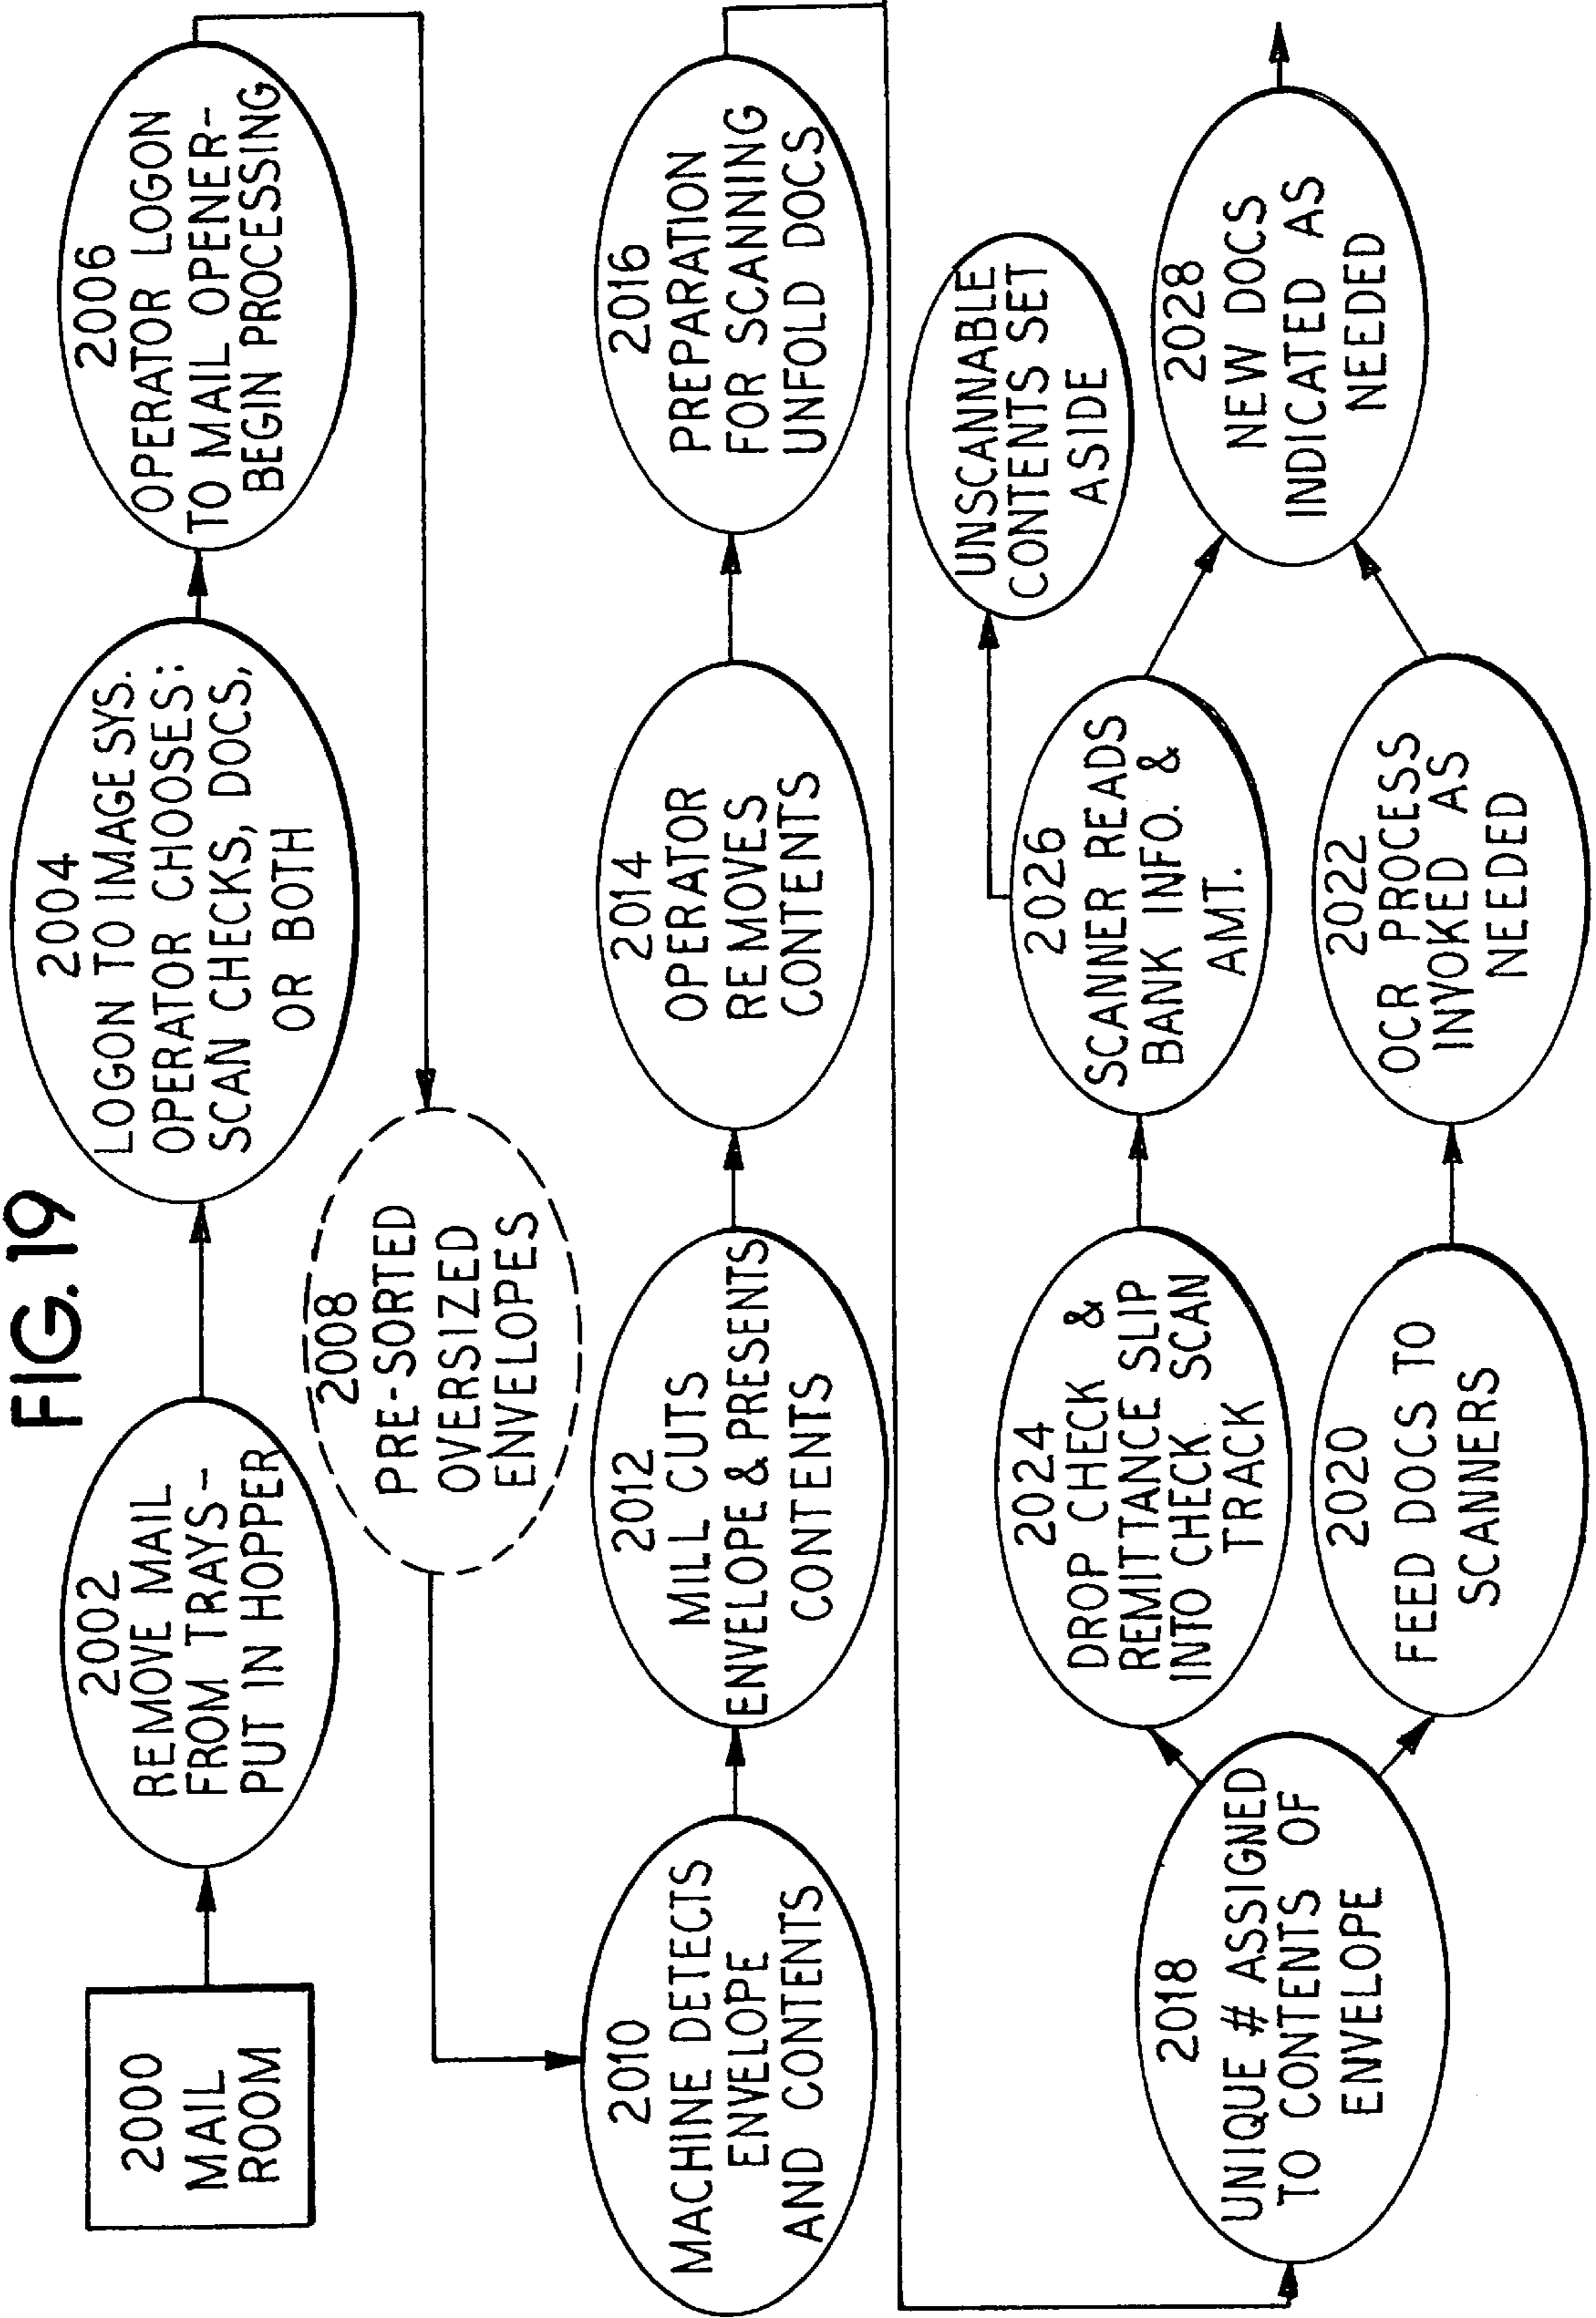 FIG. 19
2000
MAIL
ROOM
2002
REMOVE MAIL
FROM TRAYS-
PUT IN HOPPER
2004
LOGON TO IMAGE SYS.
OPERATOR CHOOSES:
SCAN CHECKS, DOCS,
OR BOTH
2006
OPERATOR LOGON
TO MAIL OPENER-
BEGIN PROCESSING
2008
PRE-SORTED
OVERSIZED
ENVELOPES
2010
MACHINE DETECTS
ENVELOPE
AND CONTENTS
2012
MILL CUTS
ENVELOPE & PRESENTS
CONTENTS
2014
OPERATOR
REMOVES
CONTENTS
2016
PREPARATION
FOR SCANNING
UNFOLD DOCS
2018
UNIQUE # ASSIGNED
TO CONTENTS OF
ENVELOPE
2024
DROP CHECK &
REMITTANCE SLIP
INTO CHECK SCAN
TRACK
2026
SCANNER READS
BANK INFO. &
AMT.
UNSCANNABLE
CONTENTS SET
ASIDE
2020
FEED DOCS TO
SCANNERS
2022
OCR PROCESS
INVOKED AS
NEEDED
2028
NEW DOCS
INDICATED AS
NEEDED